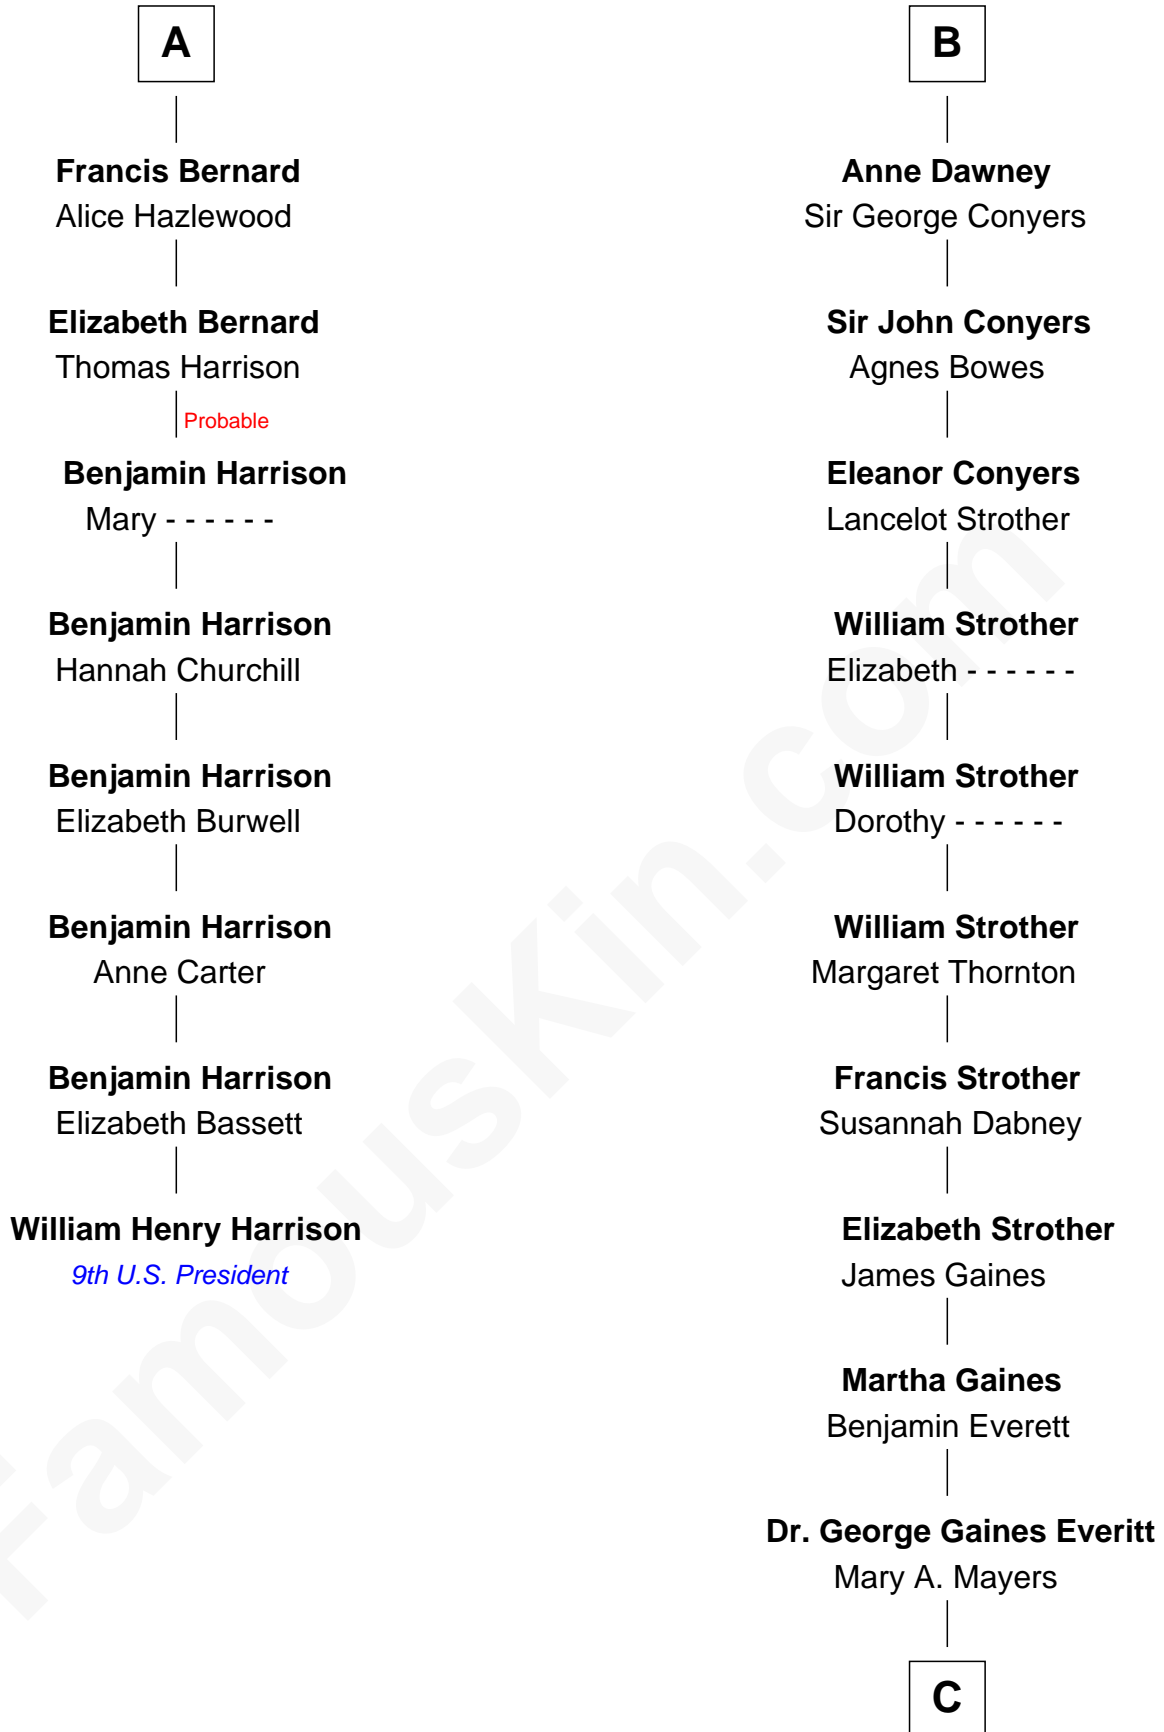 A
Francis Bernard
Alice Hazlewood
Elizabeth Bernard
Thomas Harrison
Probable
Benjamin Harrison
Mary - - - - - -
Benjamin Harrison
Hannah Churchill
Benjamin Harrison
Elizabeth Burwell
Benjamin Harrison
Anne Carter
Benjamin Harrison
Elizabeth Bassett
William Henry Harrison
9th U.S. President
B
Anne Dawney
Sir George Conyers
Sir John Conyers
Agnes Bowes
Eleanor Conyers
Lancelot Strother
William Strother
Elizabeth - - - - - -
William Strother
Dorothy - - - - - -
William Strother
Margaret Thornton
Francis Strother
Susannah Dabney
Elizabeth Strother
James Gaines
Martha Gaines
Benjamin Everett
Dr. George Gaines Everitt
Mary A. Mayers
C
FamousKin.com